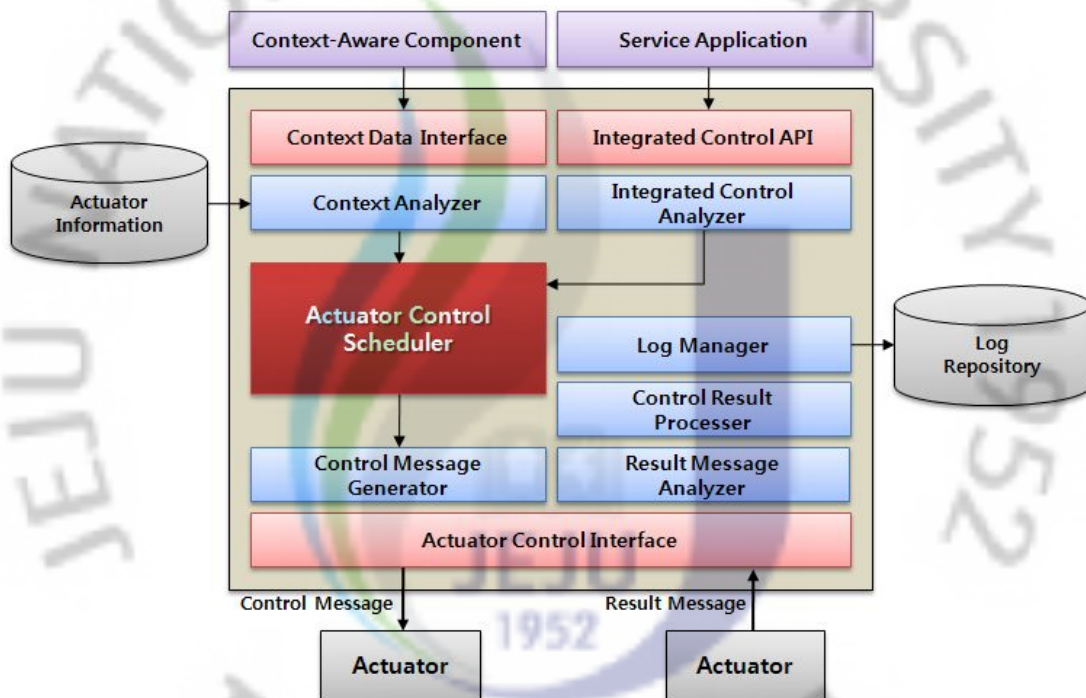 Context-Aware Component
Service Application
Context Data Interface
Integrated Control API
Actuator
Information
Context Analyzer
Integrated Control
Analyzer
Actuator Control
Scheduler
Log Manager
Log
Repository
Control Result
Processer
Control Message
Generator
Result Message
Analyzer
Actuator Control Interface
Control Message
Result Message
Actuator
Actuator
JEJU
1952
JEJU
1952